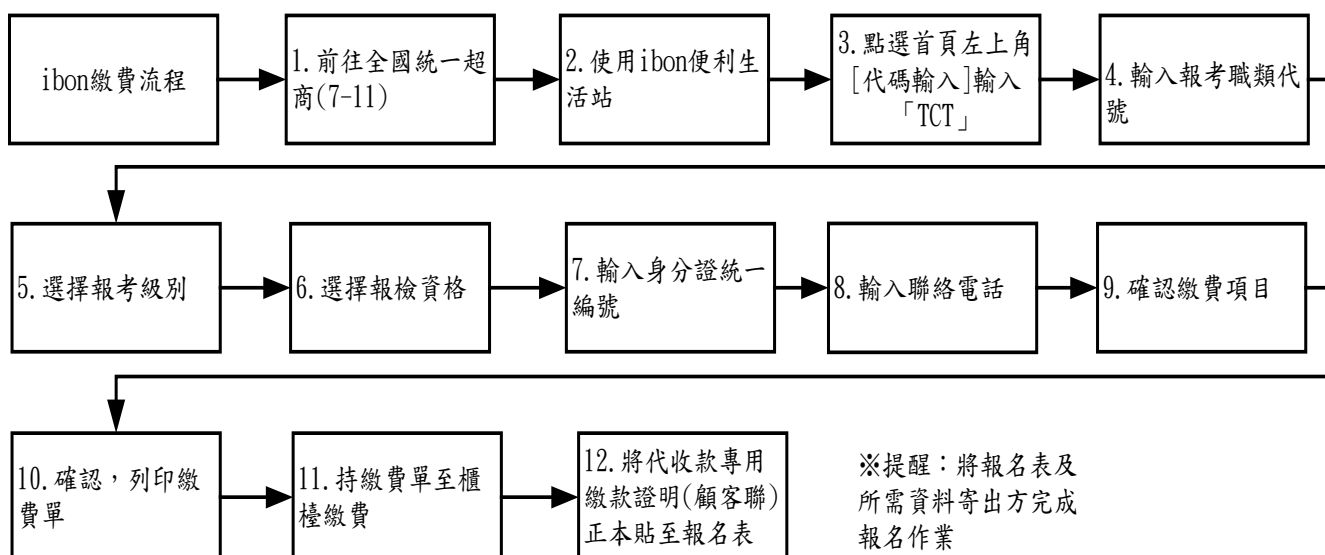 ibon繳費流程
1.前往全國統一超
商(7-11)
2.使用ibon便利生
活站
3.點選首頁左上角
[代碼輸入]輸入
「TCT」
4.輸入報考職類代
號
5.選擇報考級別
6.選擇報檢資格
7.輸入身分證統一
編號
8.輸入聯絡電話
9.確認繳費項目
10.確認，列印繳
費單
11.持繳費單至櫃
檯繳費
12.將代收款專用
繳款證明(顧客聯)
正本貼至報名表
※提醒：將報名表及
所需資料寄出方完成
報名作業